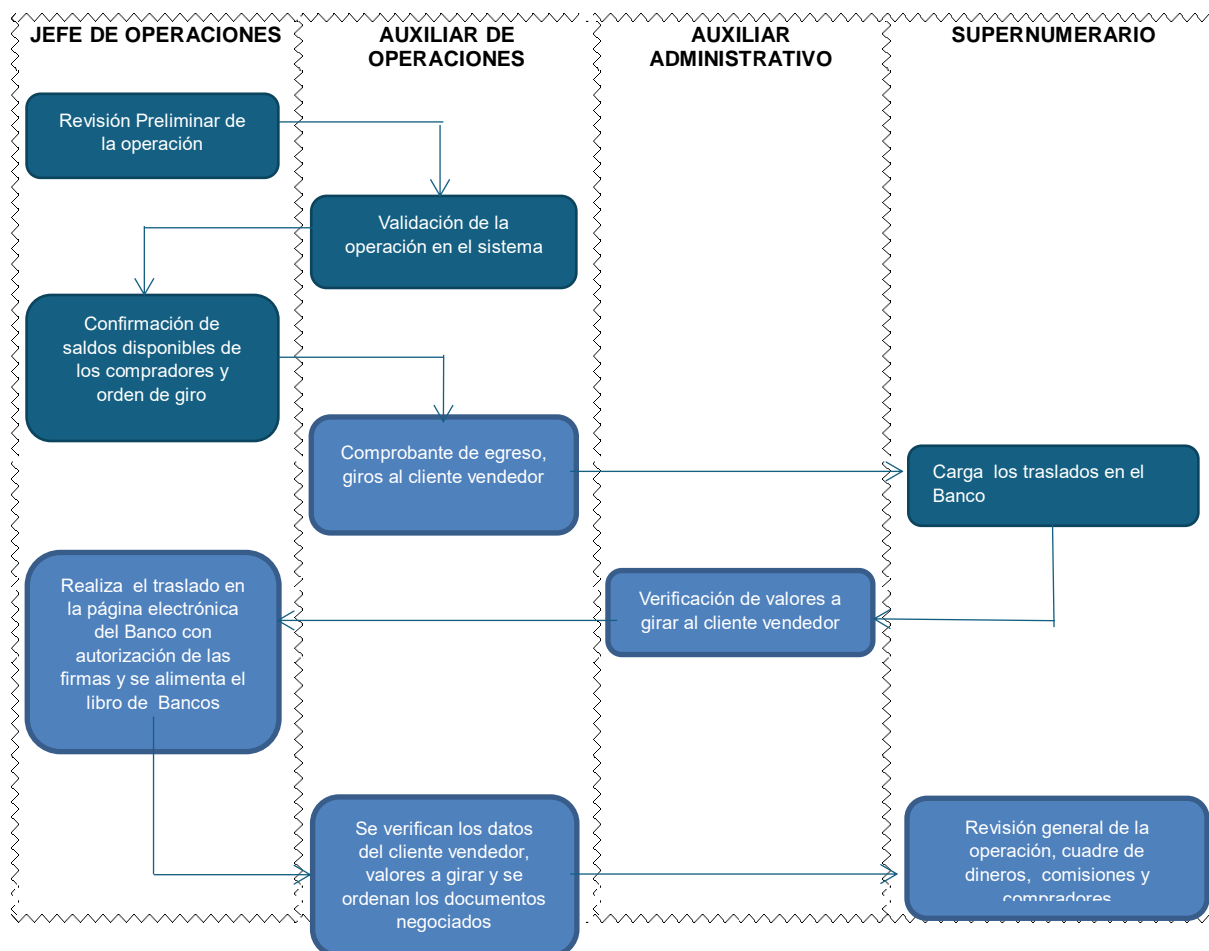 JEFE DE OPERACIONES
AUXILIAR DE
OPERACIONES
AUXILIAR
ADMINISTRATIVO
SUPERNUMERARIO
Revisión Preliminar de
la operación
Validación de la
operación en el sistema
Confirmación de
saldos disponibles de
los compradores y
orden de giro
Comprobante de egreso,
giros al cliente vendedor
Carga los traslados en el
Banco
Verificación de valores a
girar al cliente vendedor
Realiza el traslado en
la página electrónica
del Banco con
autorización de las
firmas y se alimenta el
libro de Bancos
Se verifican los datos
del cliente vendedor,
valores a girar y se
ordenan los documentos
negociados
Revisión general de la
operación, cuadre de
dineros, comisiones y
compradores